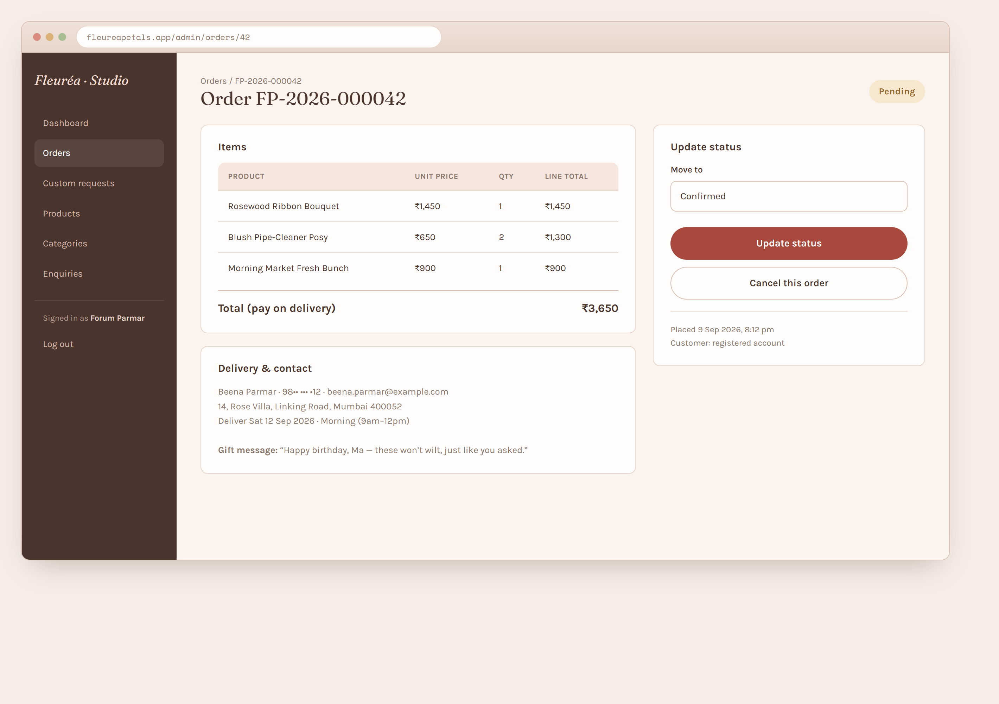 fleureapetals.app/admin/orders/42
Fleuréa · Studio
Dashboard
Orders
Custom requests
Products
Categories
Enquiries
Signed in as Forum Parmar
Log out
Orders / FP-2026-000042
Order FP-2026-000042
Pending
Items
PRODUCT UNIT PRICE QTY LINE TOTAL
Rosewood Ribbon Bouquet ₹1,450 1 ₹1,450
Blush Pipe-Cleaner Posy ₹650 2 ₹1,300
Morning Market Fresh Bunch ₹900 1 ₹900
Total (pay on delivery) ₹3,650
Delivery & contact
Beena Parmar · 98•• ••• •12 · beena.parmar@example.com
14, Rose Villa, Linking Road, Mumbai 400052
Deliver Sat 12 Sep 2026 · Morning (9am–12pm)
Gift message: “Happy birthday, Ma — these won’t wilt, just like you asked.”
Update status
Move to
Confirmed
Update status
Cancel this order
Placed 9 Sep 2026, 8:12 pm
Customer: registered account